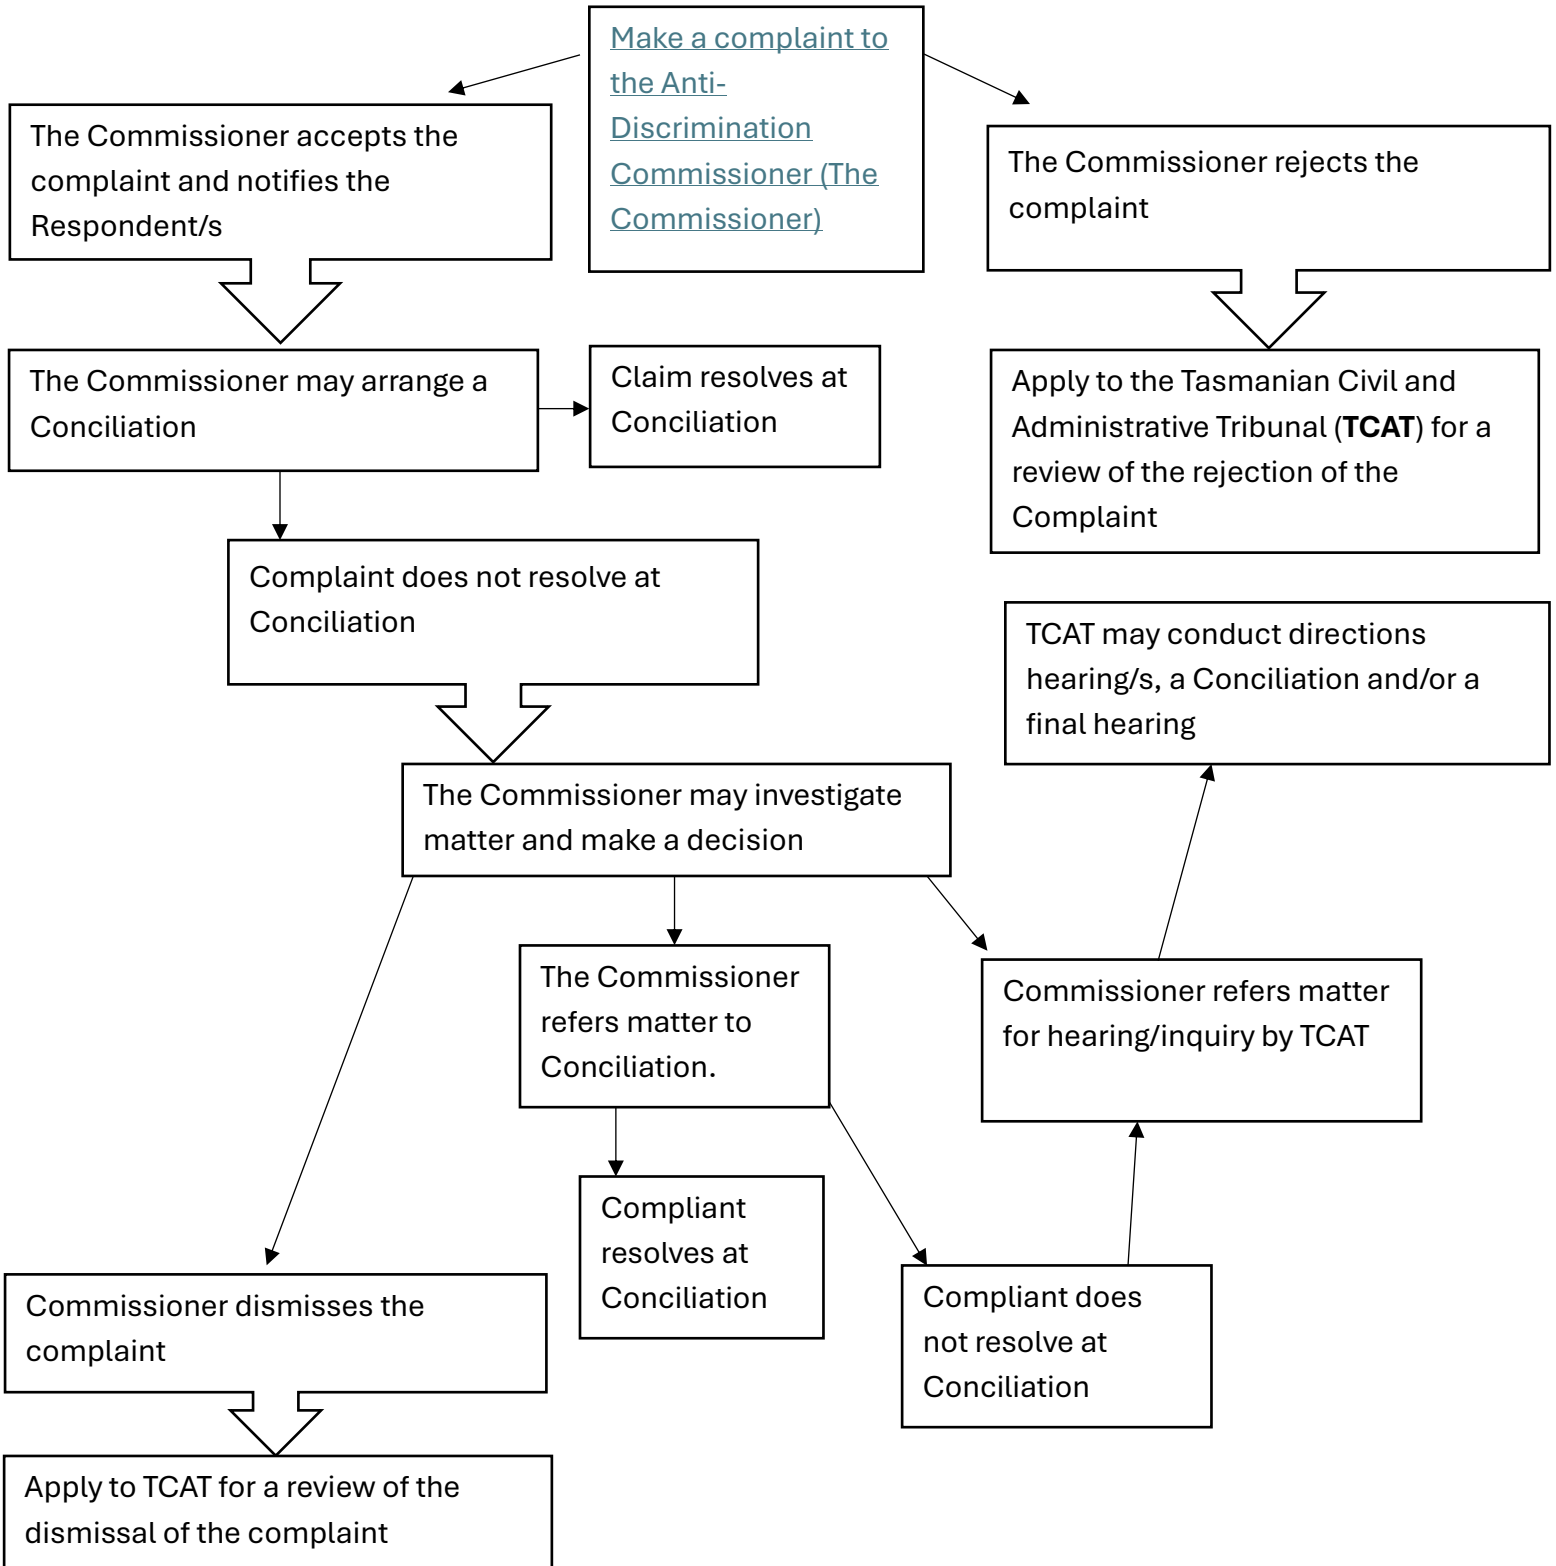 Make a complaint to
the Anti-
Discrimination
Commissioner (The
Commissioner)
The Commissioner accepts the
complaint and notifies the
Respondent/s
The Commissioner rejects the
complaint
The Commissioner may arrange a
Conciliation
Claim resolves at
Conciliation
Apply to the Tasmanian Civil and
Administrative Tribunal (TCAT) for a
review of the rejection of the
Complaint
Complaint does not resolve at
Conciliation
TCAT may conduct directions
hearing/s, a Conciliation and/or a
final hearing
The Commissioner may investigate
matter and make a decision
The Commissioner
refers matter to
Conciliation.
Commissioner refers matter
for hearing/inquiry by TCAT
Compliant
resolves at
Conciliation
Compliant does
not resolve at
Conciliation
Commissioner dismisses the
complaint
Apply to TCAT for a review of the
dismissal of the complaint